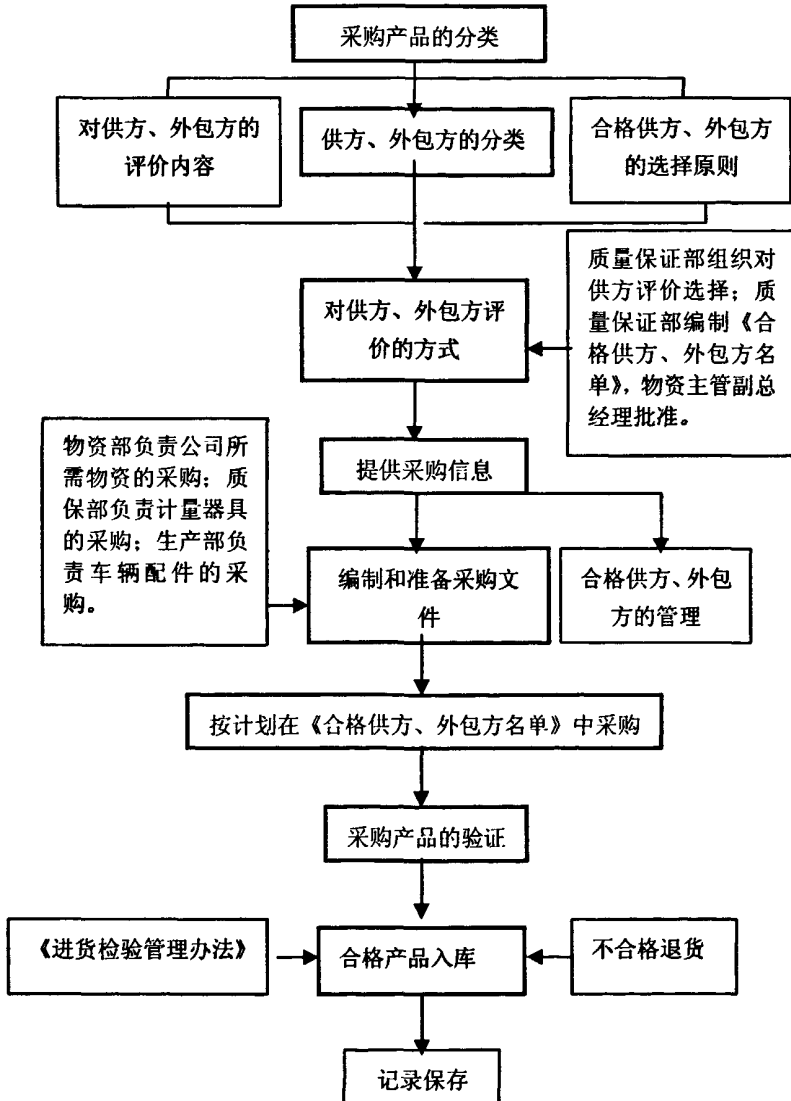 采购产品的分类
对供方、外包方的
评价内容
供方、外包方的分类
合格供方、外包方
的选择原则
质量保证部组织对
供方评价选择；质
量保证部编制《合
格供方、外包方名
单》，物资主管副总
经理批准。
对供方、外包方评
价的方式
物资部负责公司所
需物资的采购；质
保部负责计量器具
的采购；生产部负
责车辆配件的采
购。
提供采购信息
编制和准备采购文
件
合格供方、外包
方的管理
按计划在《合格供方、外包方名单》中采购
采购产品的验证
《进货检验管理办法》
合格产品入库
不合格退货
记录保存